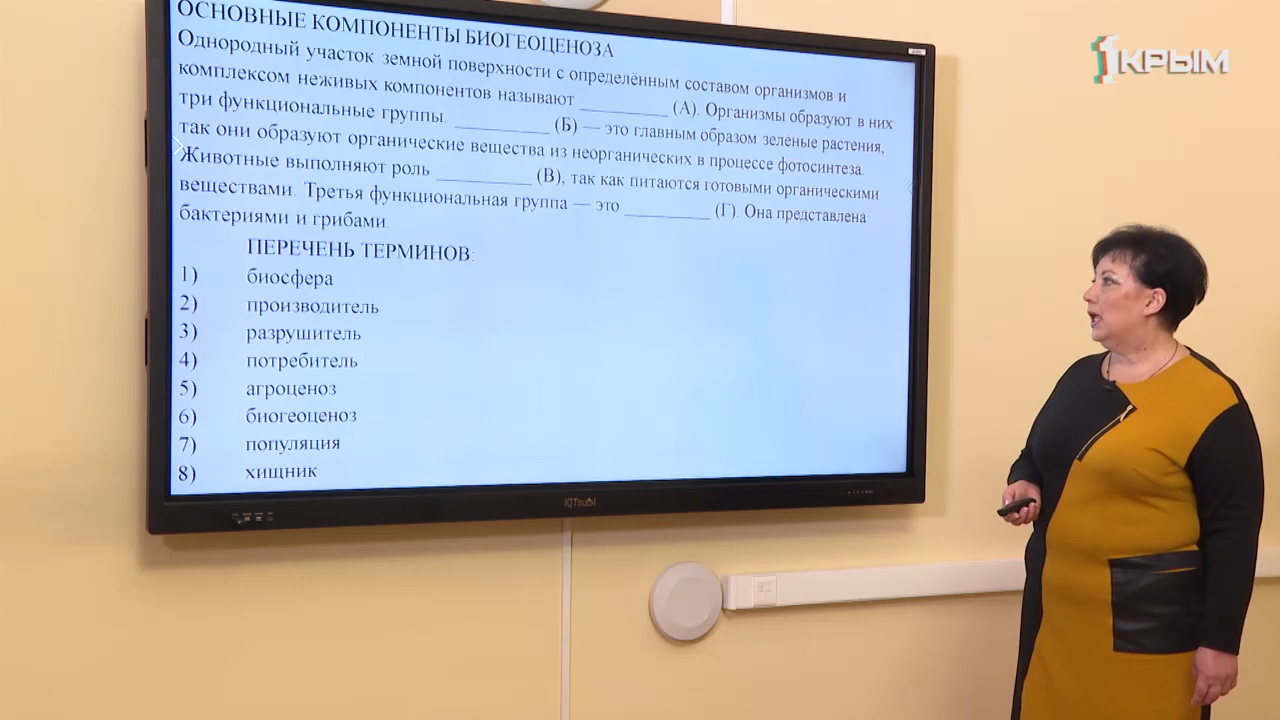 ОСНОВНЫЕ КОМПОНЕНТЫ БИОГЕОЦЕНОЗА
Однородный участок земной поверхности с определённым составом организмов и
комплексом неживых компонентов называют __________ (А). Организмы образуют в них
три функциональные группы. __________ (Б) — это главным образом зеленые растения,
так они образуют органические вещества из неорганических в процессе фотосинтеза.
Животные выполняют роль __________ (В), так как питаются готовыми органическими
веществами. Третья функциональная группа — это __________ (Г). Она представлена
бактериями и грибами.
ПЕРЕЧЕНЬ ТЕРМИНОВ:
1) биосфера
2) производитель
3) разрушитель
4) потребитель
5) агроценоз
6) биогеоценоз
7) популяция
8) хищник
IQTouch
1 КРЫМ